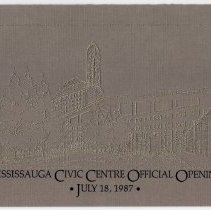 ISSISSAUGA CIVIC CENTRE OFFICIAL OPENIN
• JULY 18, 1987 •